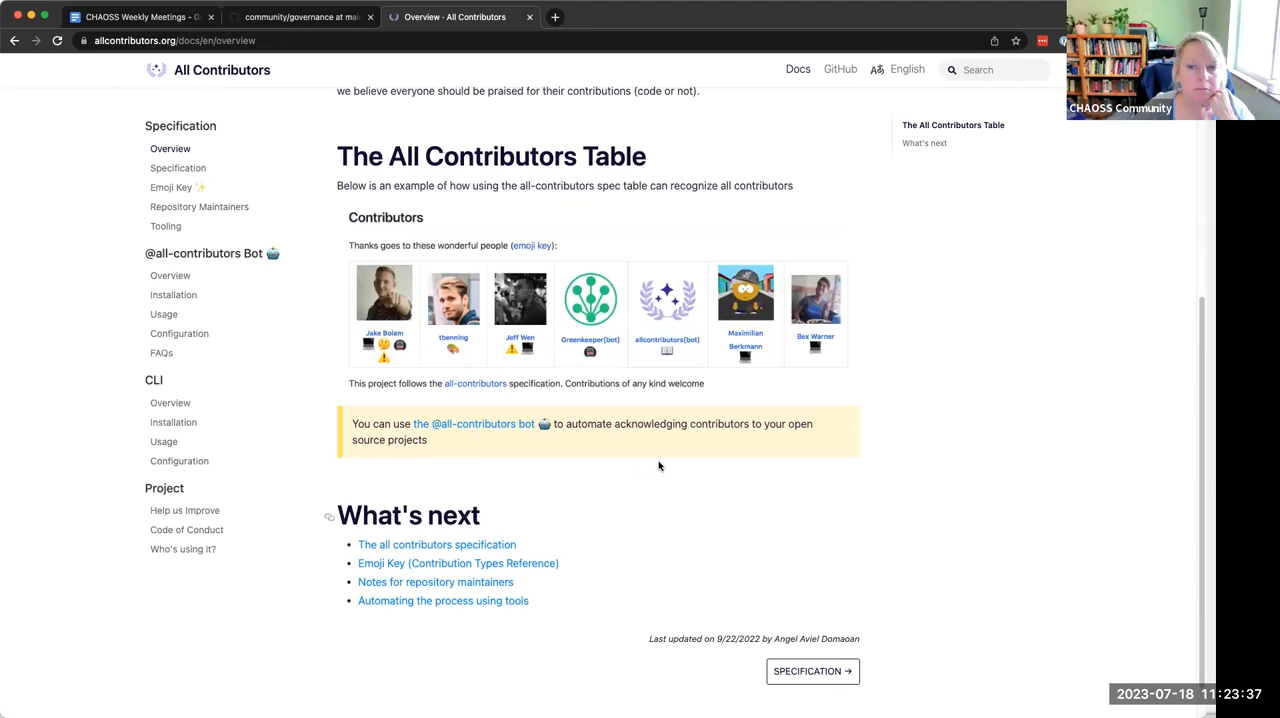 CHAOSS Weekly Meetings - G
community/governance at mai
Overview · All Contributors
allcontributors.org/docs/en/overview
All Contributors
Docs
GitHub
English
Search
CHAOSS Community
we believe everyone should be praised for their contributions (code or not).
Specification
Overview
Specification
Emoji Key ✨
Repository Maintainers
Tooling
@all-contributors Bot 🤖
Overview
Installation
Usage
Configuration
FAQs
CLI
Overview
Installation
Usage
Configuration
Project
Help us Improve
Code of Conduct
Who's using it?
The All Contributors Table
Below is an example of how using the all-contributors spec table can recognize all contributors
Contributors
Thanks goes to these wonderful people (emoji key):
Jake Bolam
tbenning
Jeff Wen
Greenkeeper[bot]
allcontributors[bot]
Maximilian
Berkmann
Bex Warner
This project follows the all-contributors specification. Contributions of any kind welcome
You can use the @all-contributors bot 🤖 to automate acknowledging contributors to your open
source projects
What's next
• The all contributors specification
• Emoji Key (Contribution Types Reference)
• Notes for repository maintainers
• Automating the process using tools
Last updated on 9/22/2022 by Angel Aviel Domaoan
SPECIFICATION →
The All Contributors Table
What's next
2023-07-18 11:23:37